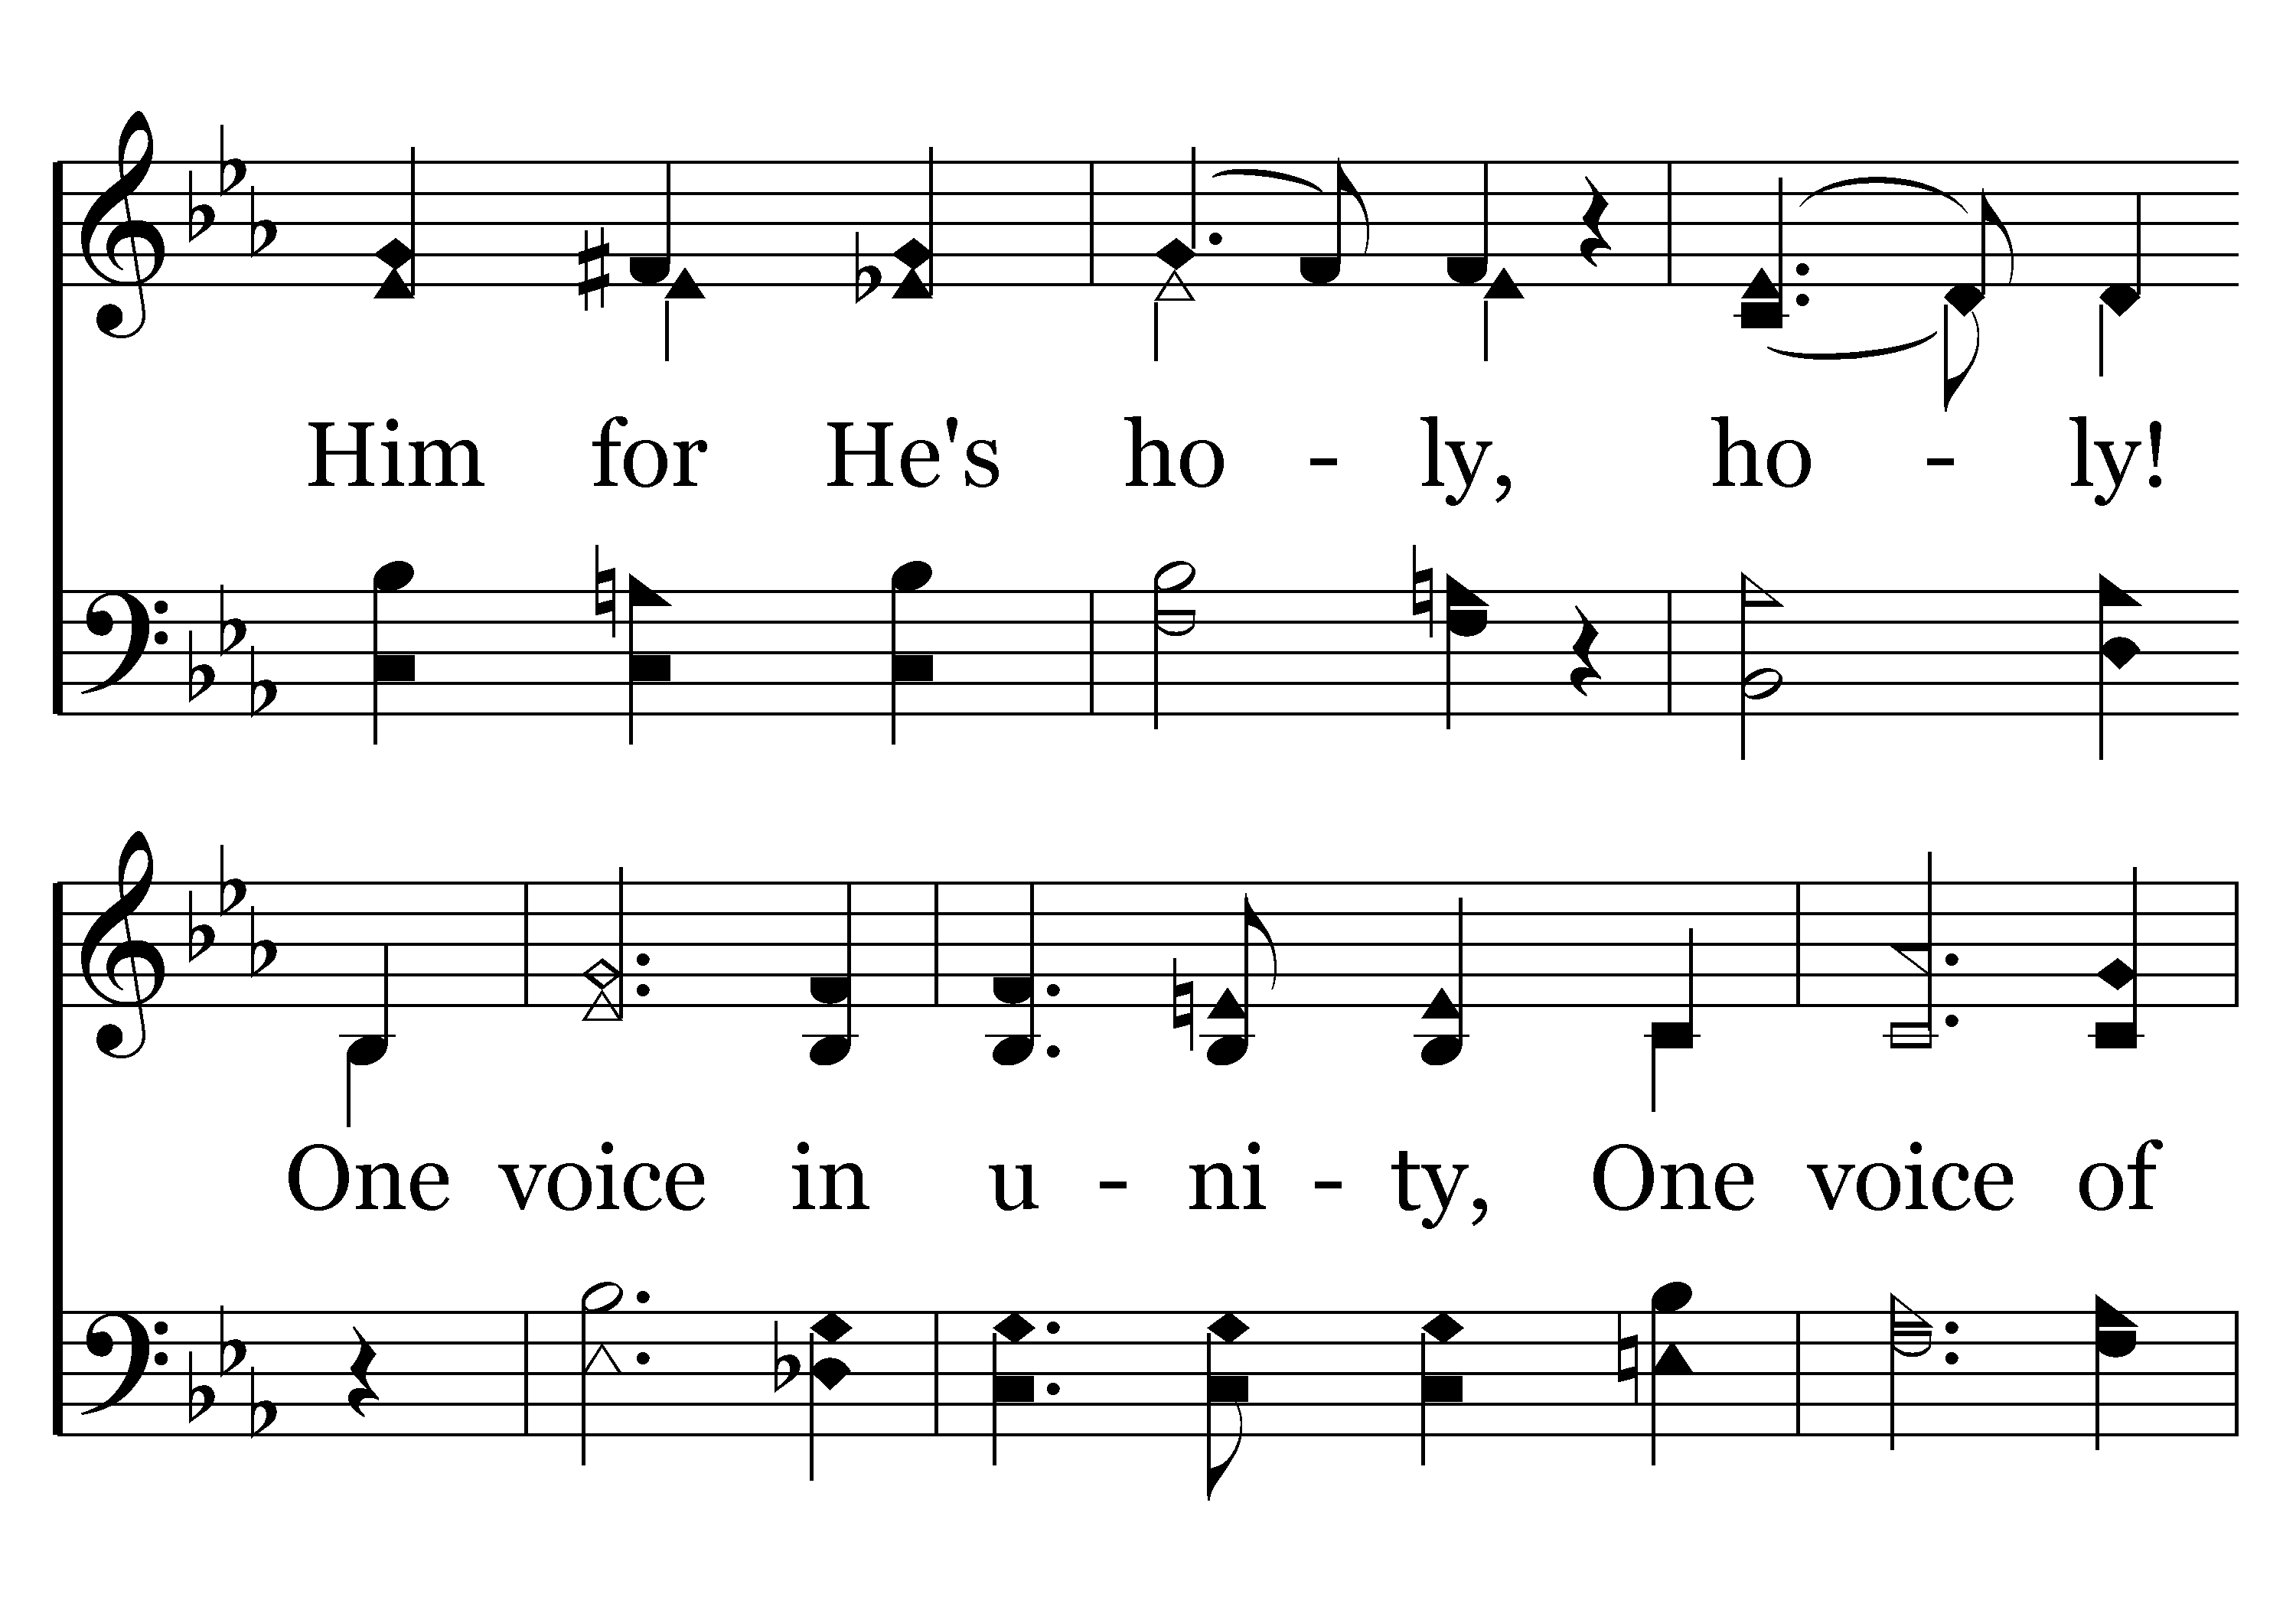 Him for He's ho - ly, ho - ly!
One voice in u - ni - ty, One voice of